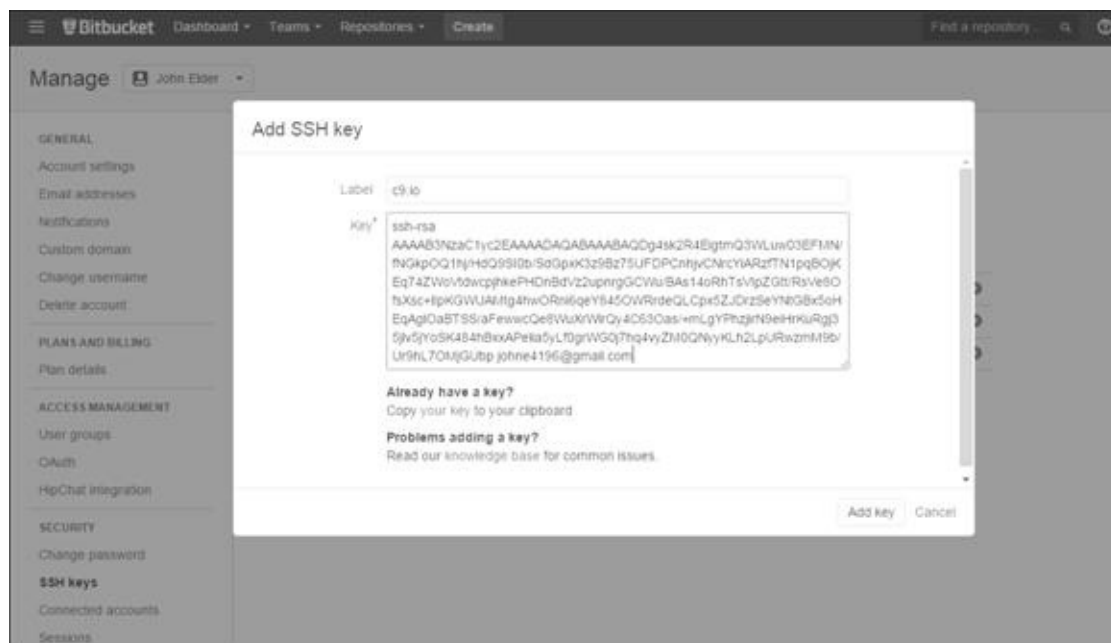 Bitbucket Dashboard Teams Repositories Create Find a repository...
Manage John Elder
GENERAL
Account settings
Email addresses
Notifications
Custom domain
Change username
Delete account
PLANS AND BILLING
Plan details
ACCESS MANAGEMENT
User groups
OAuth
HipChat integration
SECURITY
Change password
SSH keys
Connected accounts
Sessions
Add SSH key
Label c9.io
Key*
ssh-rsa
johne4196@gmail.com
Already have a key?
Copy your key to your clipboard
Problems adding a key?
Read our knowledge base for common issues.
Add key Cancel